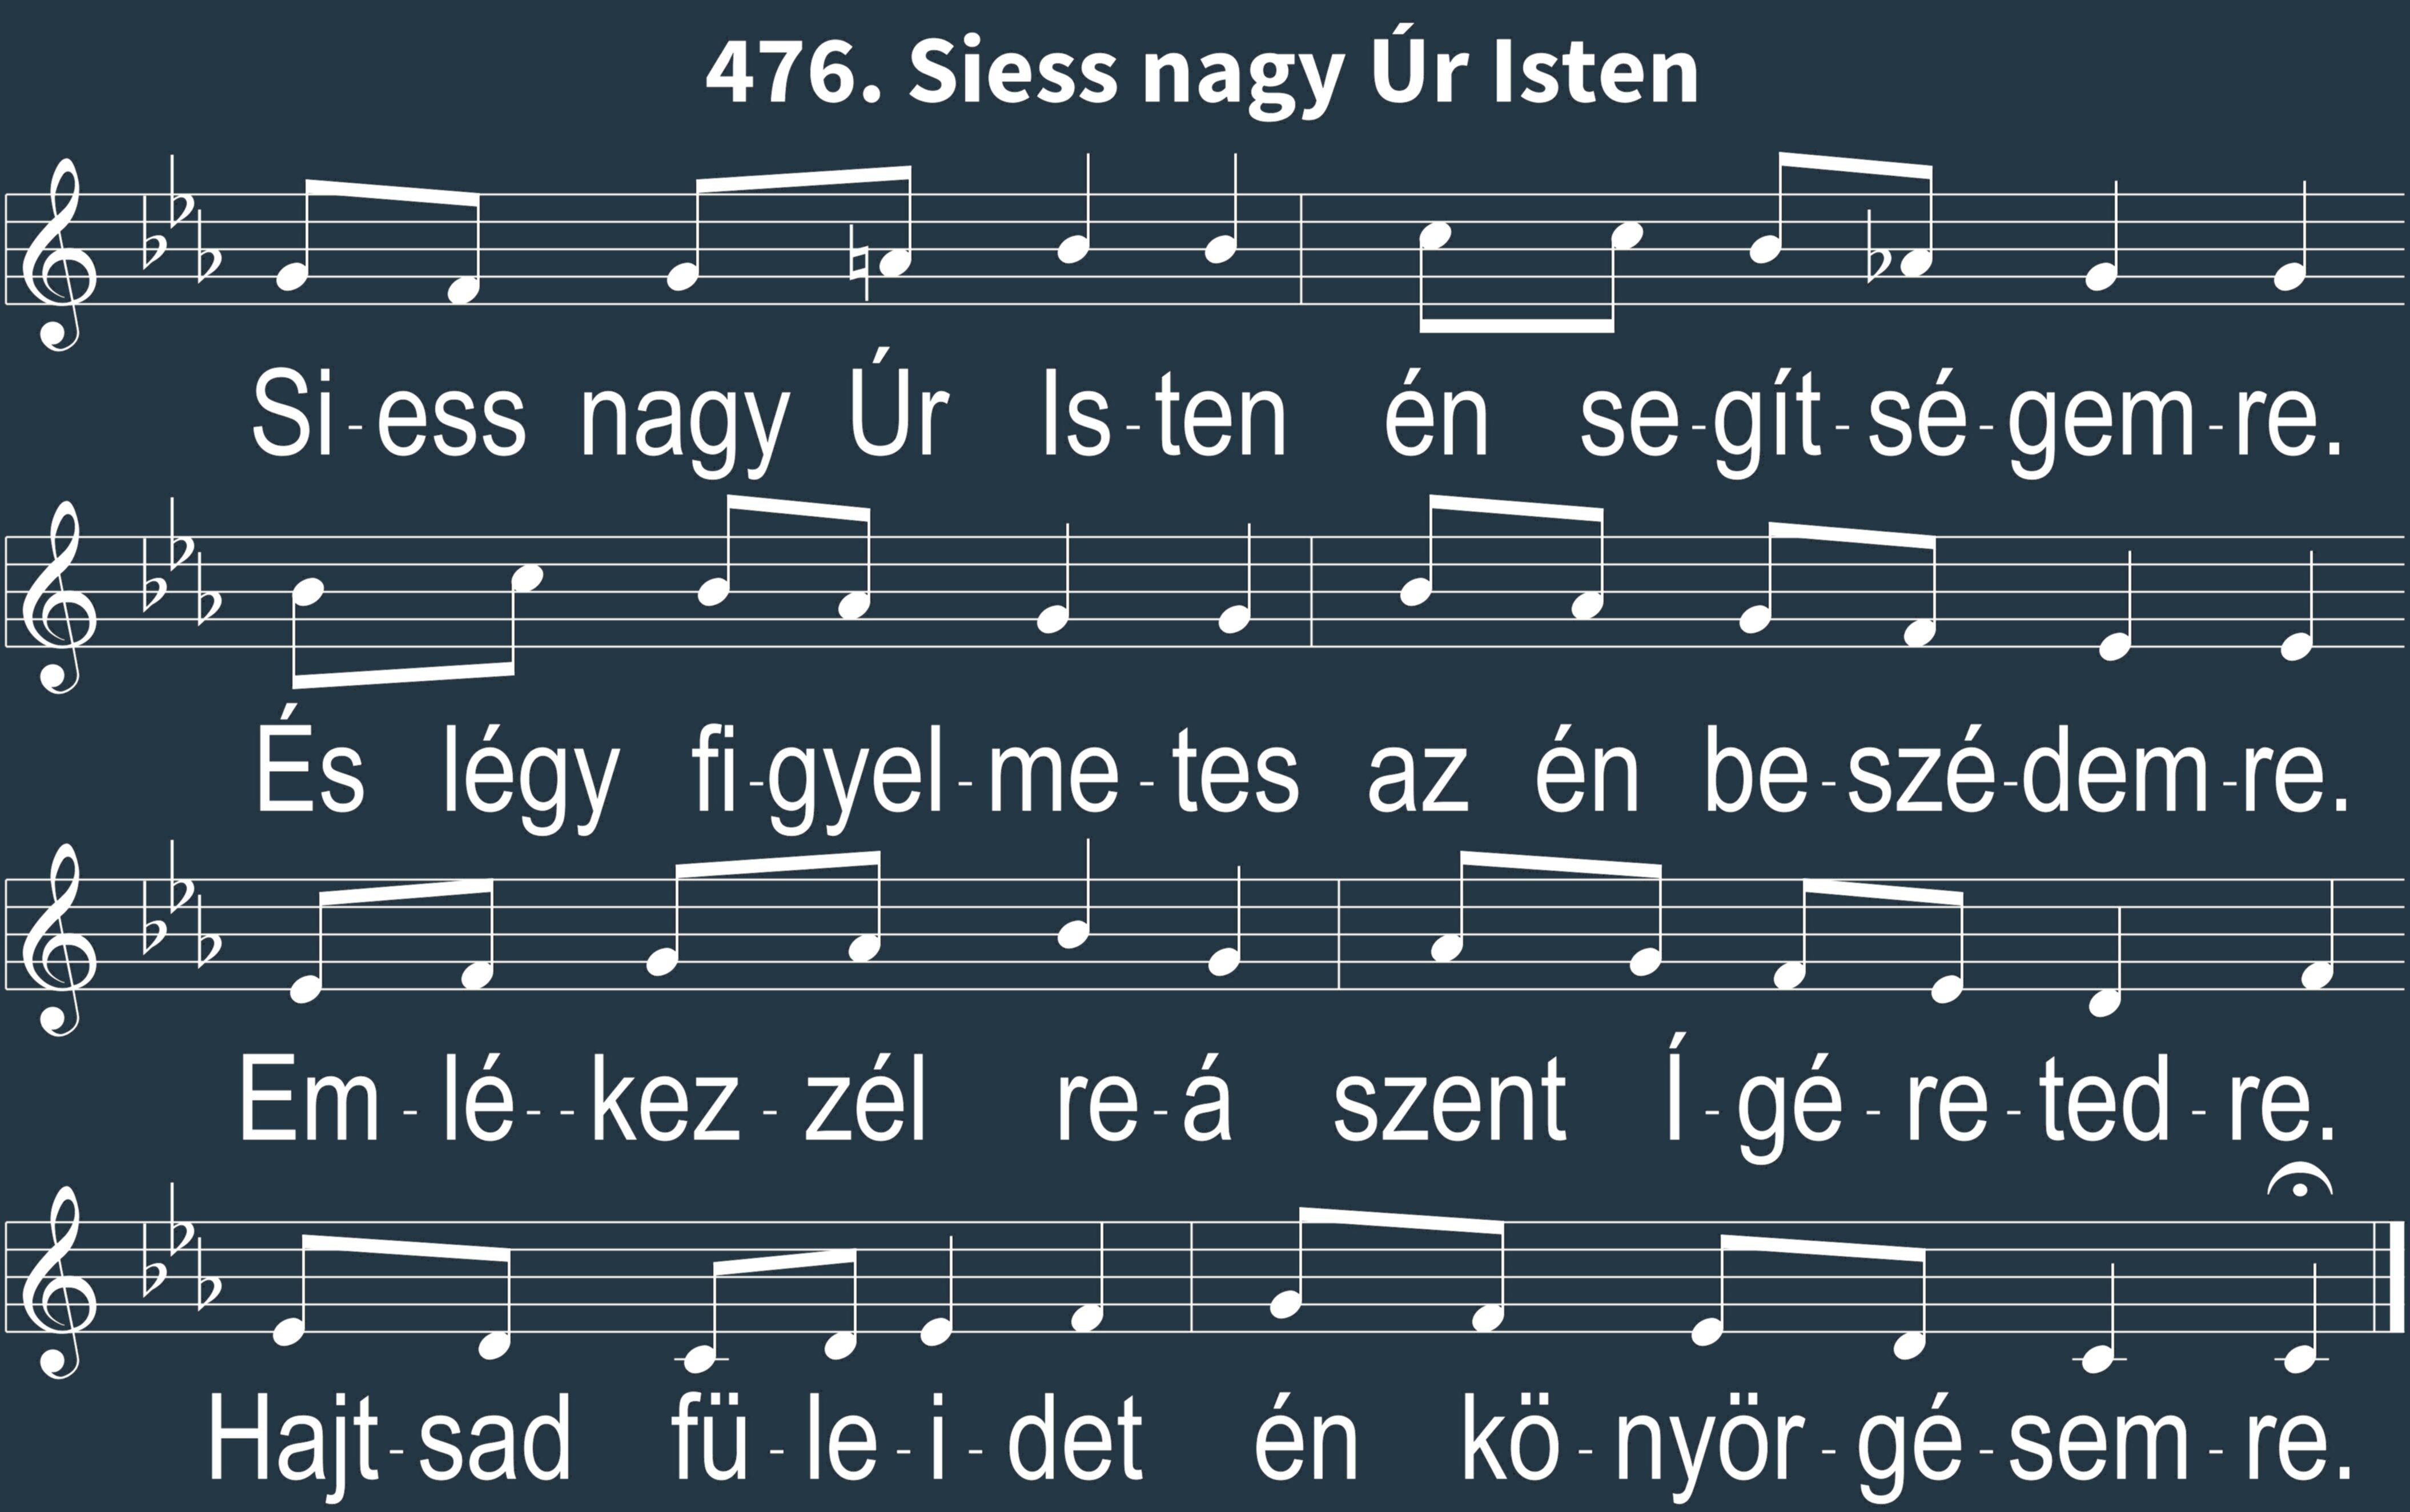 476. Siess nagy Úr Isten
Si-ess nagy Úr Is-ten én se-gít-sé-gem-re.
És légy fi-gyel-me-tes az én be-szé-dem-re.
Em-lé--kez-zél re-á szent Í-gé-re-ted-re.
Hajt-sad fü-le-i-det én kö-nyör-gé-sem-re.